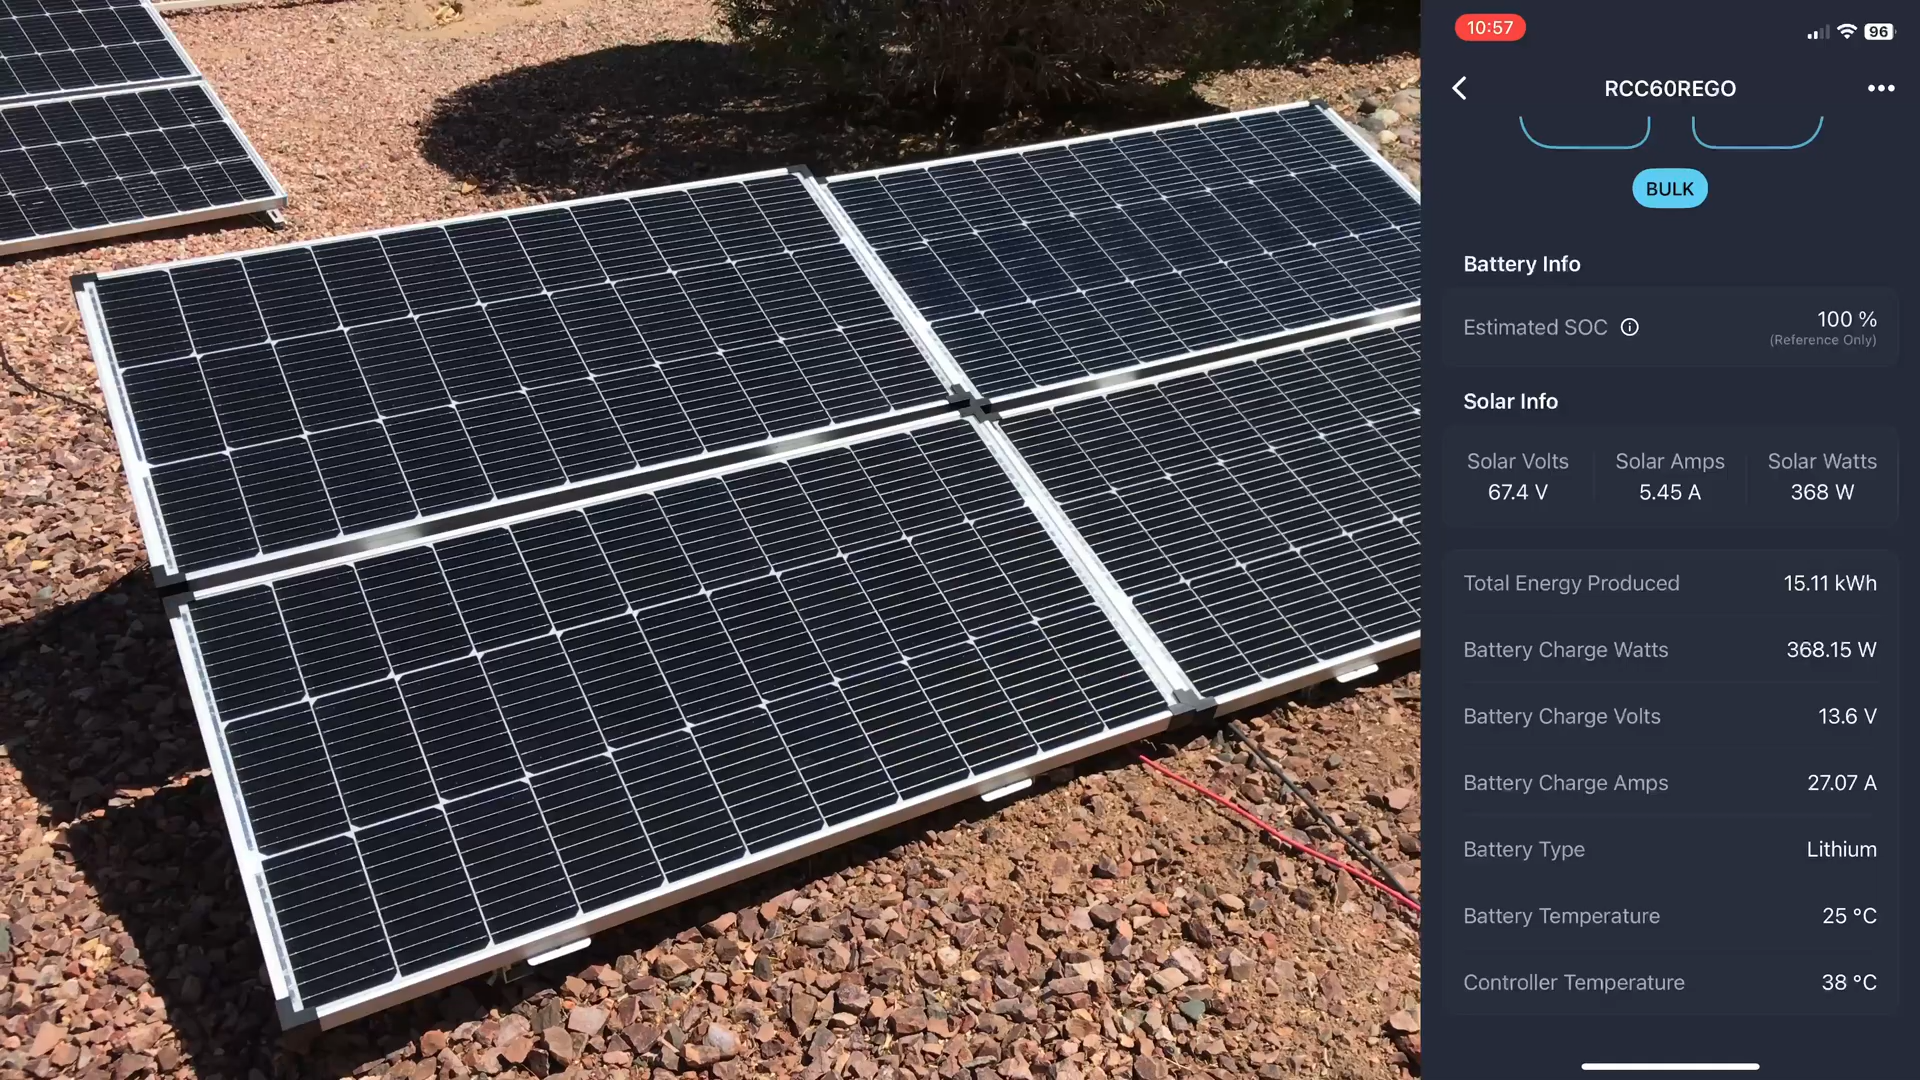 10:57
96
RCC60REGO
BULK
Battery Info
Estimated SOC
100 %
(Reference Only)
Solar Info
Solar Volts
67.4 V
Solar Amps
5.45 A
Solar Watts
368 W
Total Energy Produced 15.11 kWh
Battery Charge Watts 368.15 W
Battery Charge Volts 13.6 V
Battery Charge Amps 27.07 A
Battery Type Lithium
Battery Temperature 25 °C
Controller Temperature 38 °C